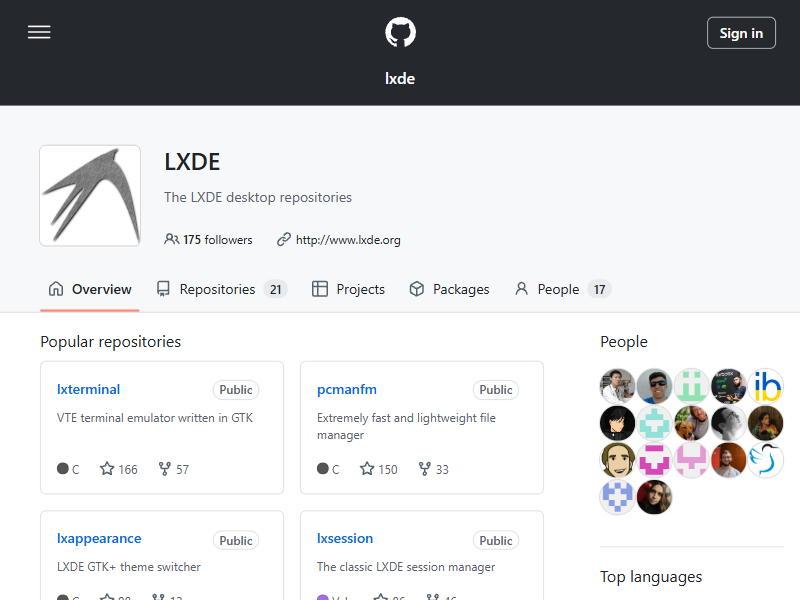 Sign in
lxde
LXDE
The LXDE desktop repositories
175 followers
http://www.lxde.org
Overview
Repositories 21
Projects
Packages
People 17
Popular repositories
lxterminal Public
VTE terminal emulator written in GTK
C 166 57
pcmanfm Public
Extremely fast and lightweight file
manager
C 150 33
lxappearance Public
LXDE GTK+ theme switcher
lxsession Public
The classic LXDE session manager
People
ib
Top languages